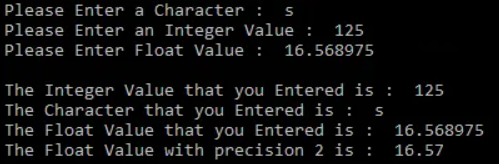 Please Enter a Character :  s
Please Enter an Integer Value :  125
Please Enter Float Value :  16.568975

The Integer Value that you Entered is :  125
The Character that you Entered is :  s
The Float Value that you Entered is :  16.568975
The Float Value with precision 2 is :  16.57